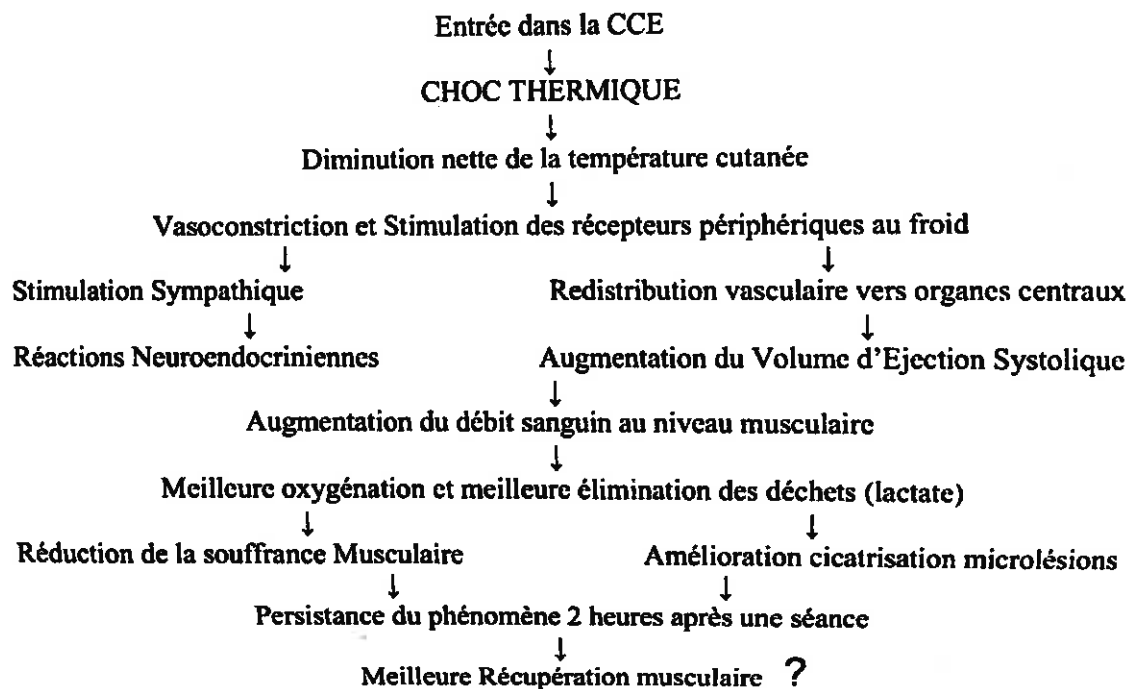 Entrée dans la CCE
↓
CHOC THERMIQUE
↓
Diminution nette de la température cutanée
↓
Vasoconstriction et Stimulation des récepteurs périphériques au froid
↓ ↓
Stimulation Sympathique Redistribution vasculaire vers organes centraux
↓ ↓
Réactions Neuroendocriniennes Augmentation du Volume d'Ejection Systolique
↓
Augmentation du débit sanguin au niveau musculaire
↓
Meilleure oxygénation et meilleure élimination des déchets (lactate)
↓ ↓
Réduction de la souffrance Musculaire Amélioration cicatrisation microlésions
↓ ↓
Persistance du phénomène 2 heures après une séance
↓
Meilleure Récupération musculaire ?